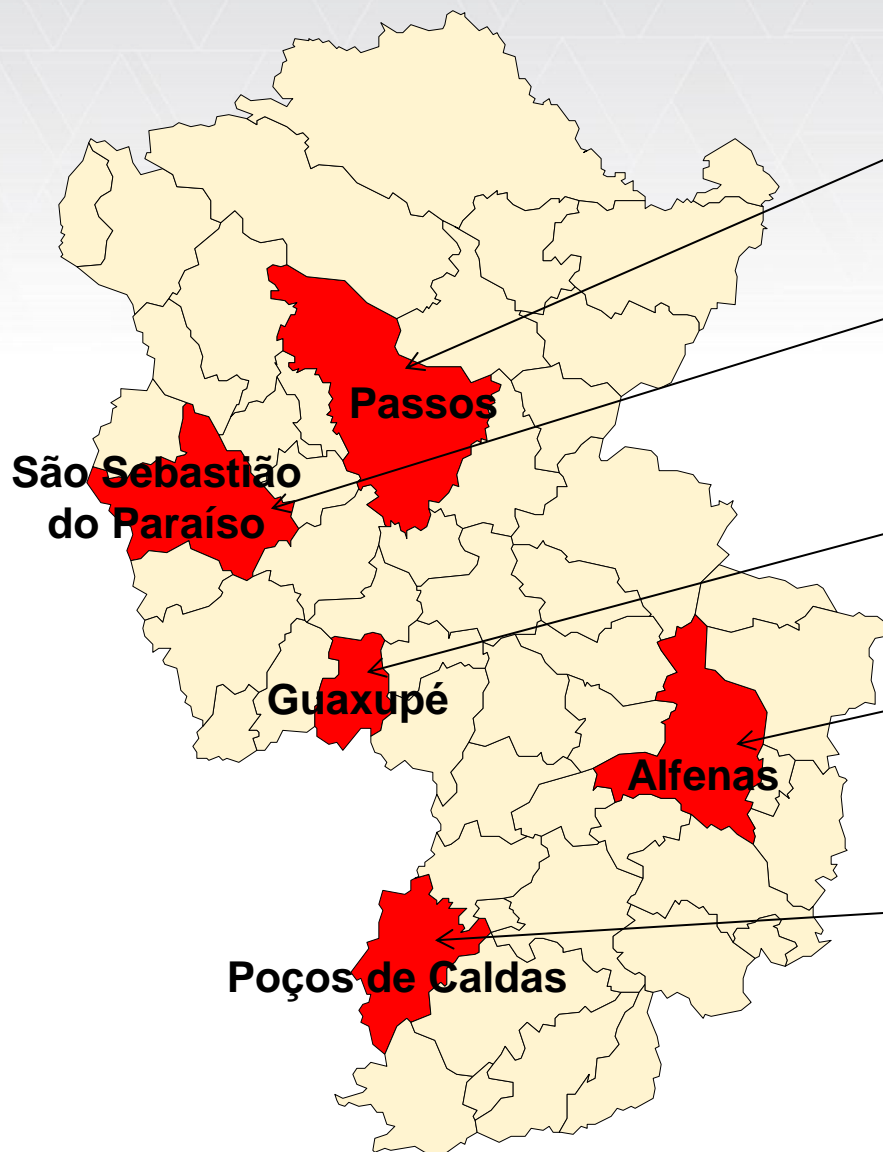 Passos
São Sebastião
do Paraíso
Guaxupé
Alfenas
Poços de Caldas